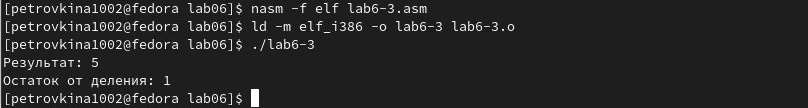 [petrovkina1002@fedora lab06]$ nasm -f elf lab6-3.asm
[petrovkina1002@fedora lab06]$ ld -m elf_i386 -o lab6-3 lab6-3.o
[petrovkina1002@fedora lab06]$ ./lab6-3
Результат: 5
Остаток от деления: 1
[petrovkina1002@fedora lab06]$